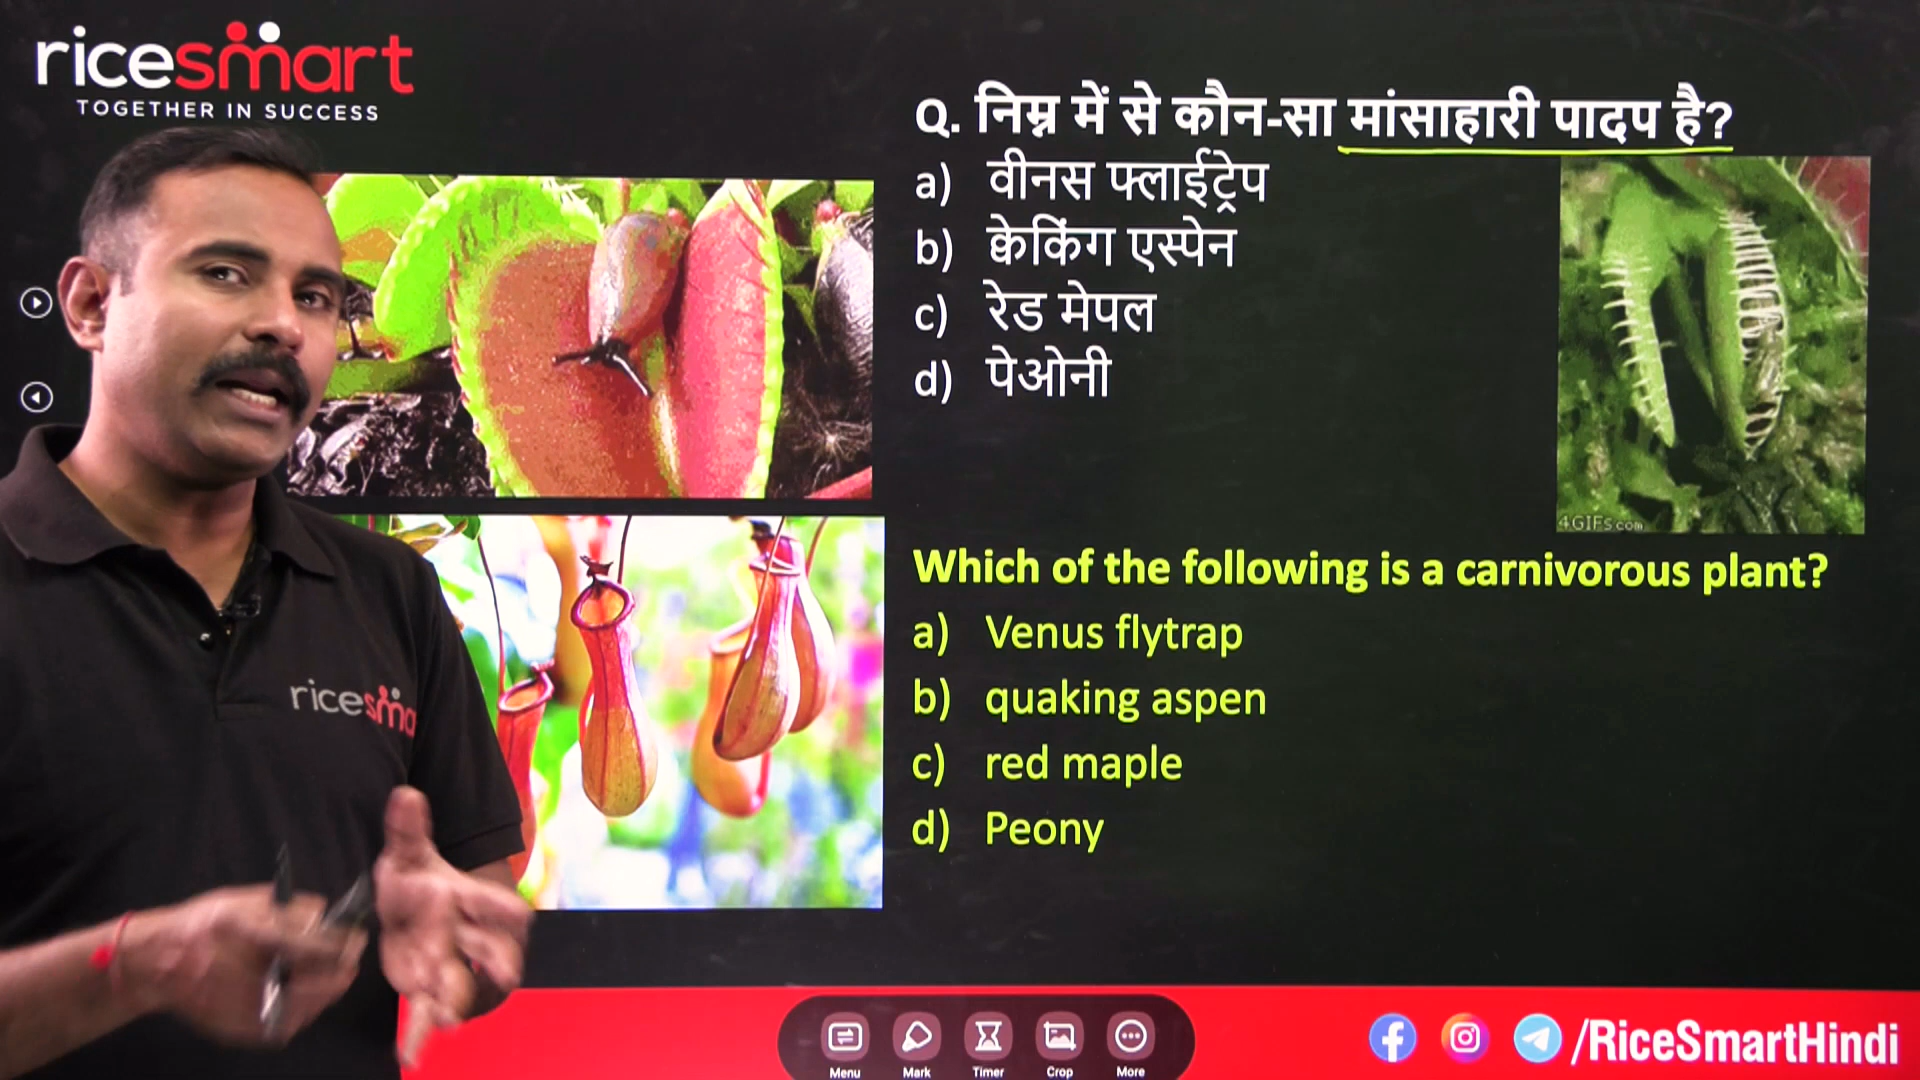 ricesmart
TOGETHER IN SUCCESS
Q. निम्न में से कौन-सा मांसाहारी पादप है?
a) वीनस फ्लाईट्रेप
b) क्वेकिंग एस्पेन
c) रेड मेपल
d) पेओनी
4GIFs.com
Which of the following is a carnivorous plant?
a) Venus flytrap
b) quaking aspen
c) red maple
d) Peony
ricesma
Menu Mark Timer Crop More
/RiceSmartHindi